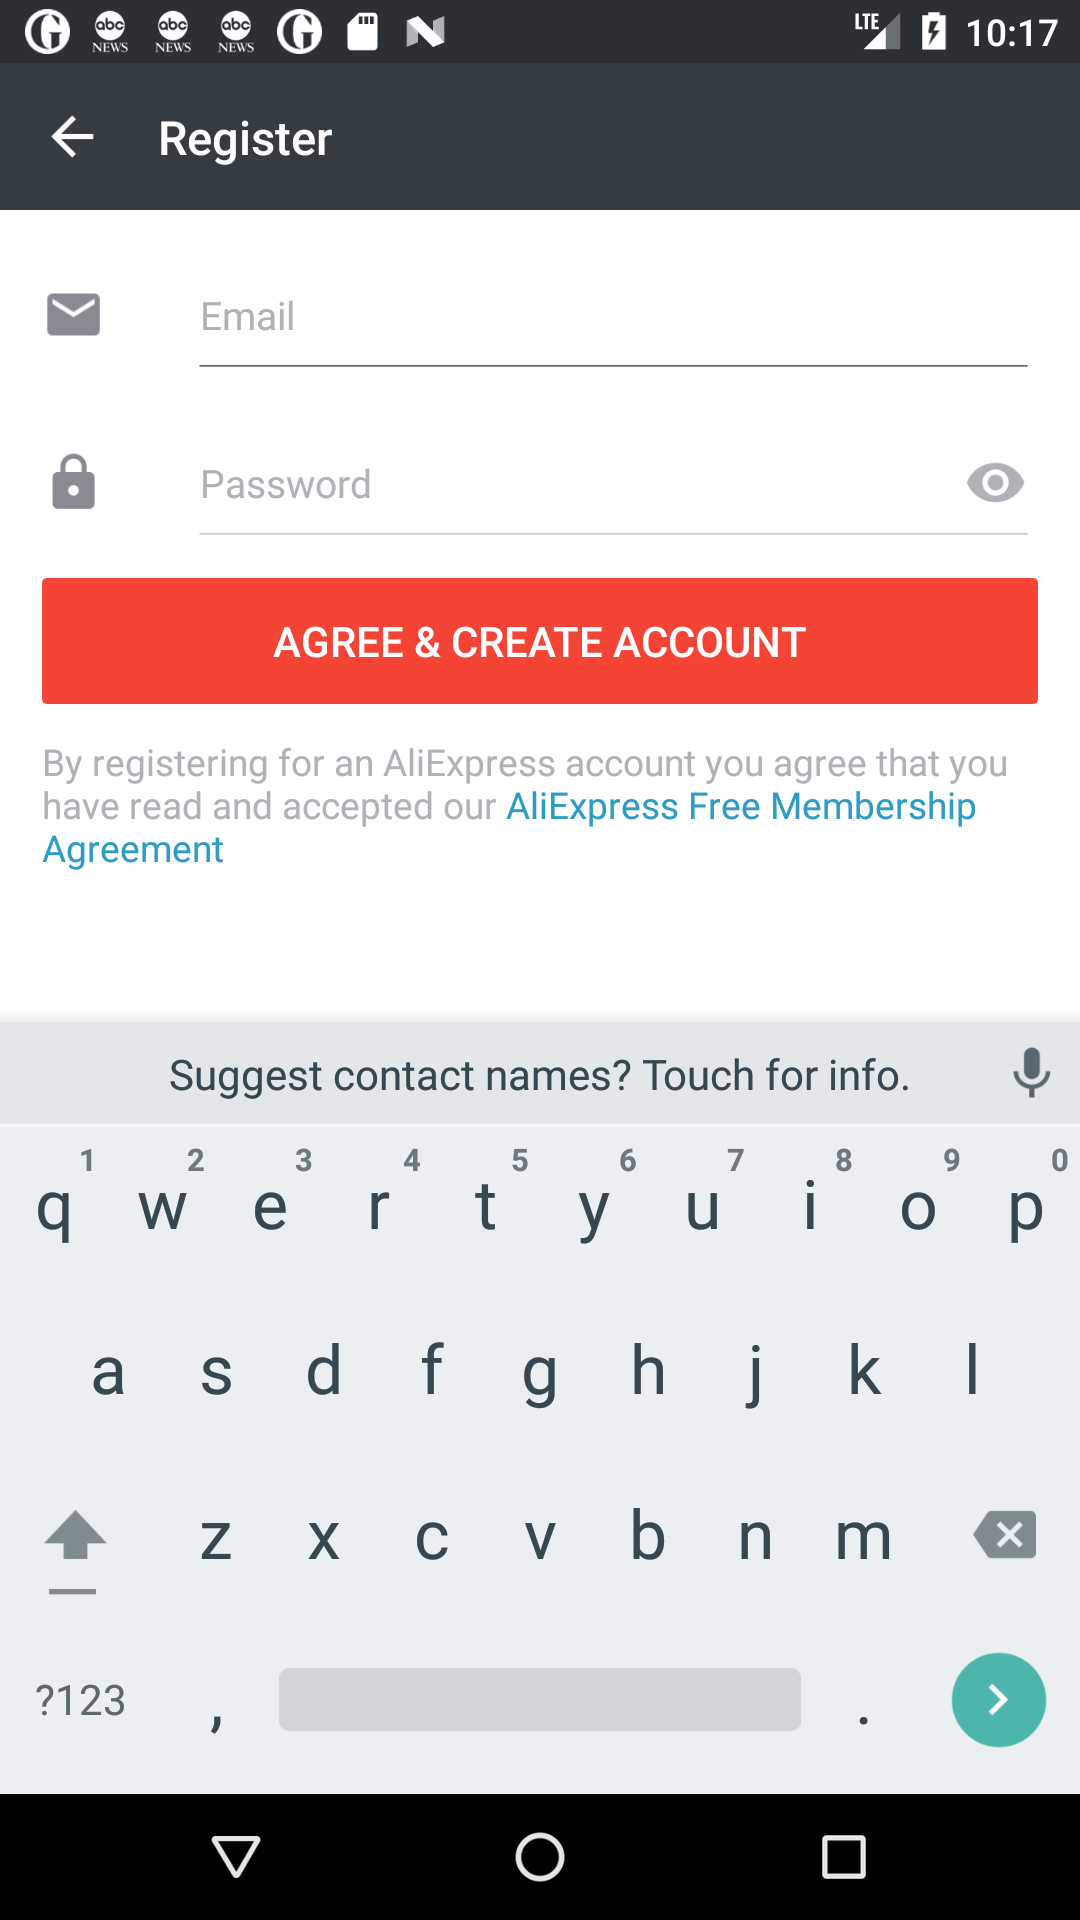 abc NEWS abc NEWS abc NEWS LTE 10:17
Register
Email
Password
AGREE & CREATE ACCOUNT
By registering for an AliExpress account you agree that you
have read and accepted our AliExpress Free Membership
Agreement
Suggest contact names? Touch for info.
1 2 3 4 5 6 7 8 9 0
q w e r t y u i o p
a s d f g h j k l
z x c v b n m
?123 , .